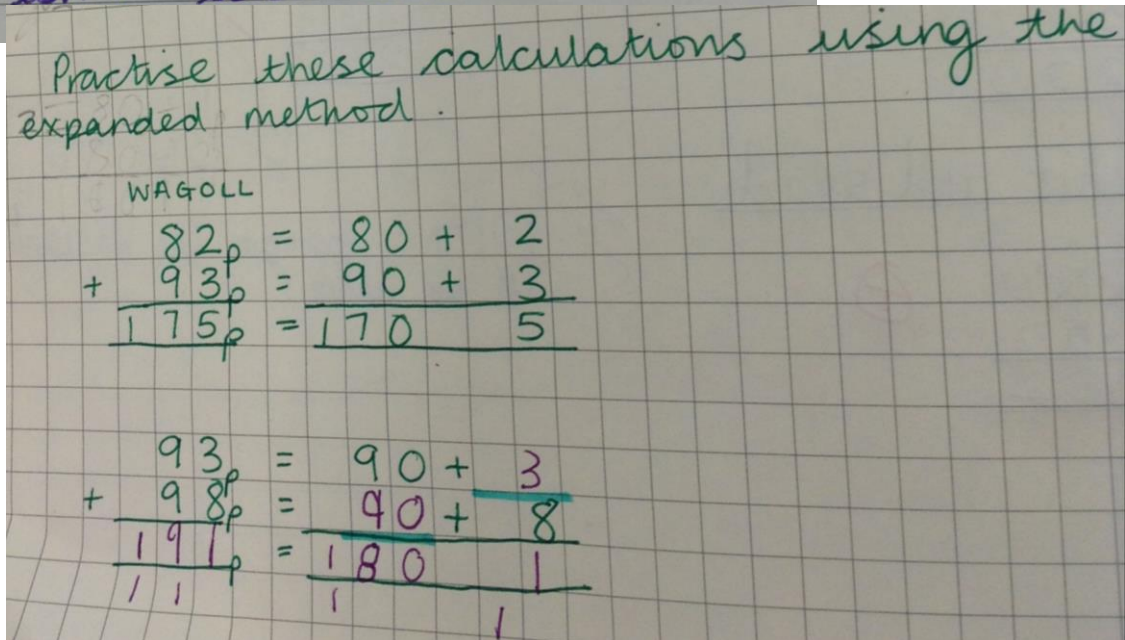 Practise these calculations using the
expanded method.
WAGOLL
82p = 80 + 2
+ 93p = 90 + 3
175p = 170 5
93p = 90 + 3
+ 98p = 90 + 8
191p = 180 1
1 1 1 1